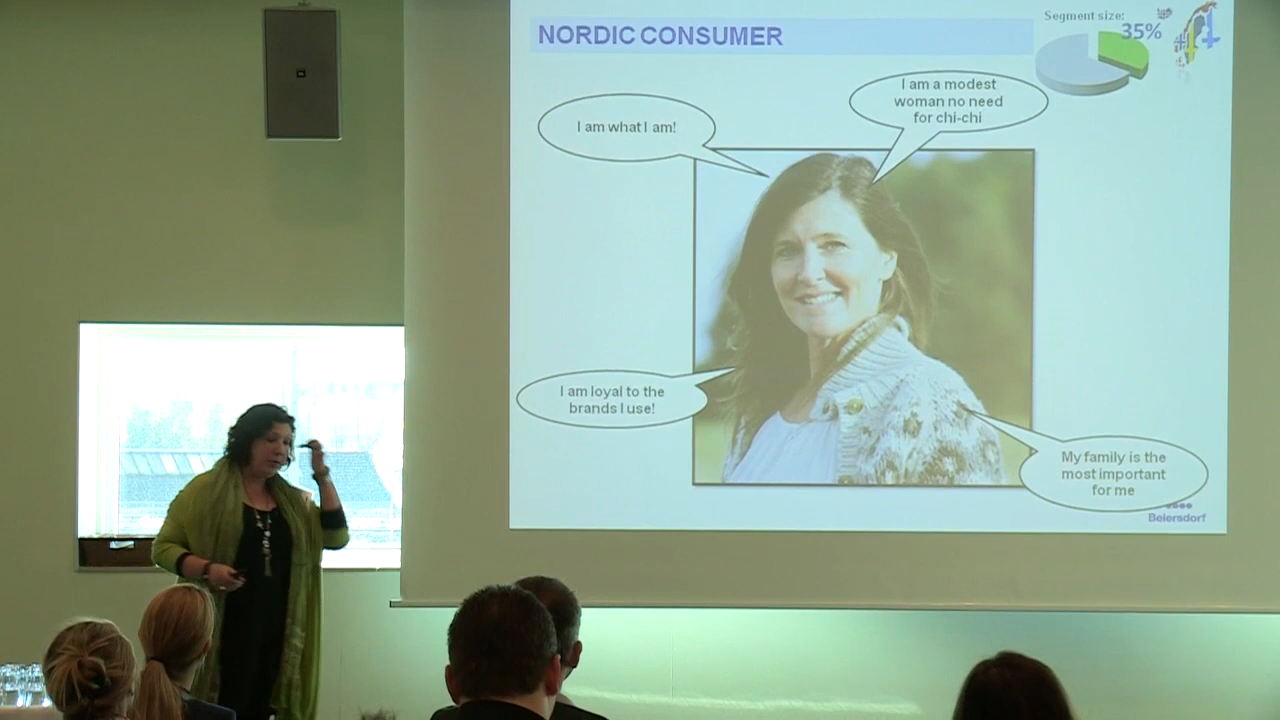 NORDIC CONSUMER
Segment size:
35%
I am a modest
woman no need
for chi-chi
I am what I am!
I am loyal to the
brands I use!
My family is the
most important
for me
Beiersdorf